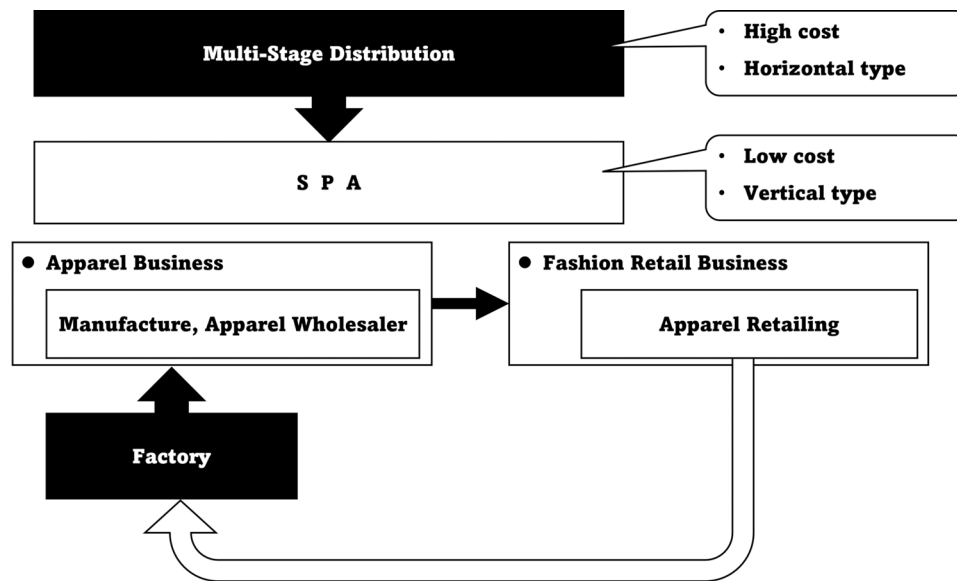 Multi-Stage Distribution
• High cost
• Horizontal type
S P A
• Low cost
• Vertical type
● Apparel Business
Manufacture, Apparel Wholesaler
● Fashion Retail Business
Apparel Retailing
Factory